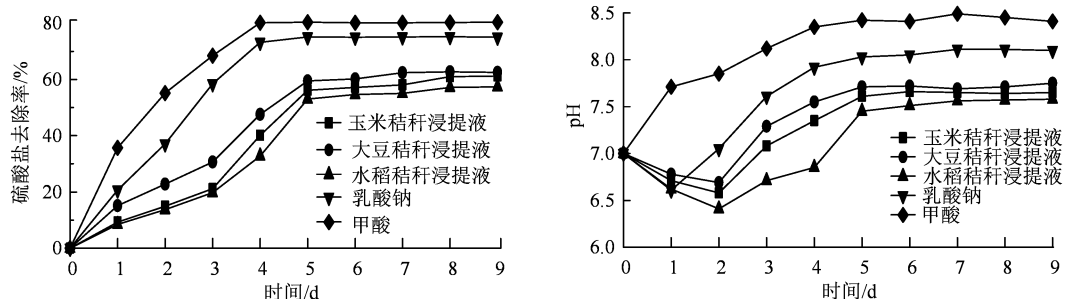 80
60
40
20
0
硫酸盐去除率/%
玉米秸秆浸提液
大豆秸秆浸提液
水稻秸秆浸提液
乳酸钠
甲酸
0 1 2 3 4 5 6 7 8 9
时间/d
8.5
8.0
7.5
7.0
6.5
6.0
pH
玉米秸秆浸提液
大豆秸秆浸提液
水稻秸秆浸提液
乳酸钠
甲酸
0 1 2 3 4 5 6 7 8 9
时间/d